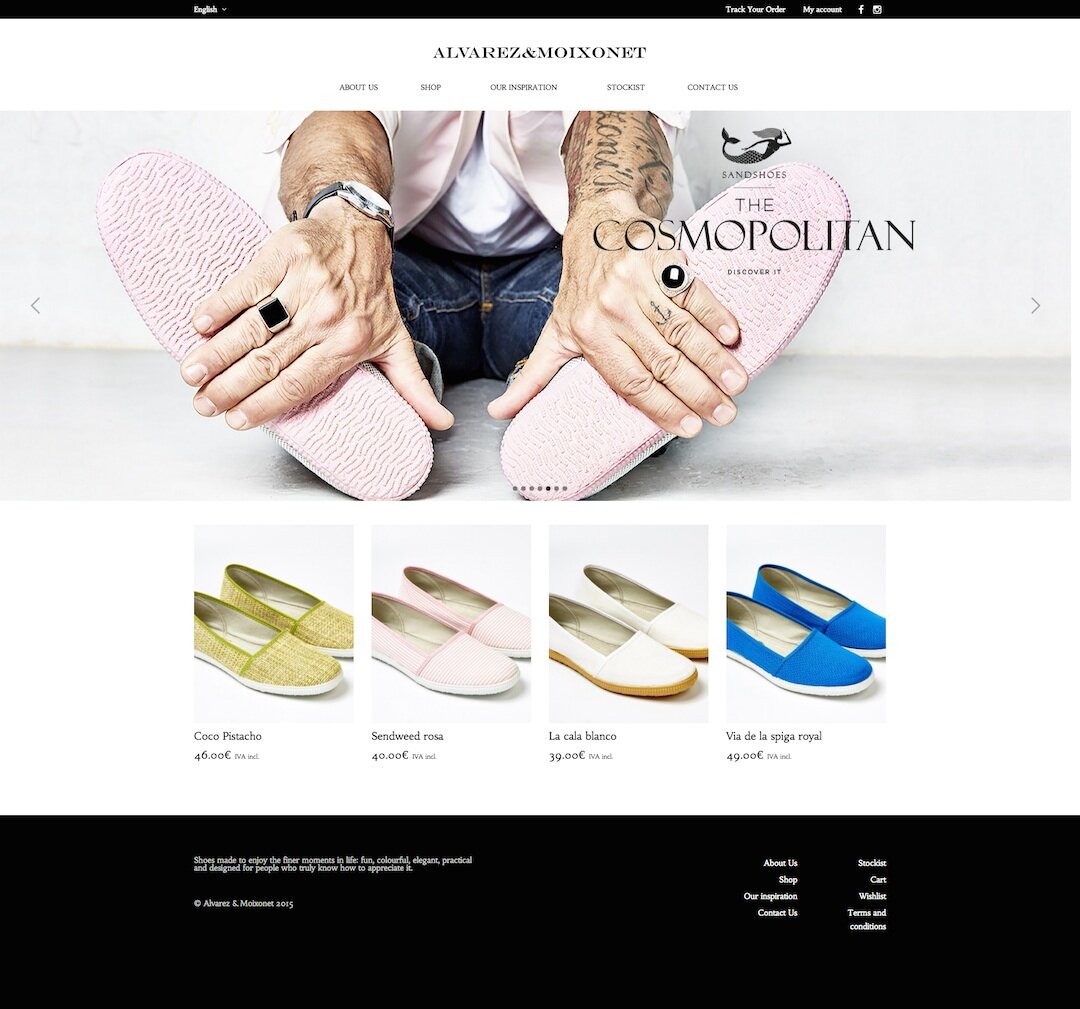 English
Track Your Order
My account
ALVAREZ&MOIXONET
ABOUT US
SHOP
OUR INSPIRATION
STOCKIST
CONTACT US
SANDSHOES
THE
COSMOPOLITAN
DISCOVER IT
Coco Pistacho
46.00€ IVA incl.
Sendweed rosa
40.00€ IVA incl.
La cala blanco
39.00€ IVA incl.
Via de la spiga royal
49.00€ IVA incl.
Shoes made to enjoy the finer moments in life: fun, colourful, elegant, practical
and designed for people who truly know how to appreciate it.
© Alvarez & Moixonet 2015
About Us
Shop
Our inspiration
Contact Us
Stockist
Cart
Wishlist
Terms and
conditions